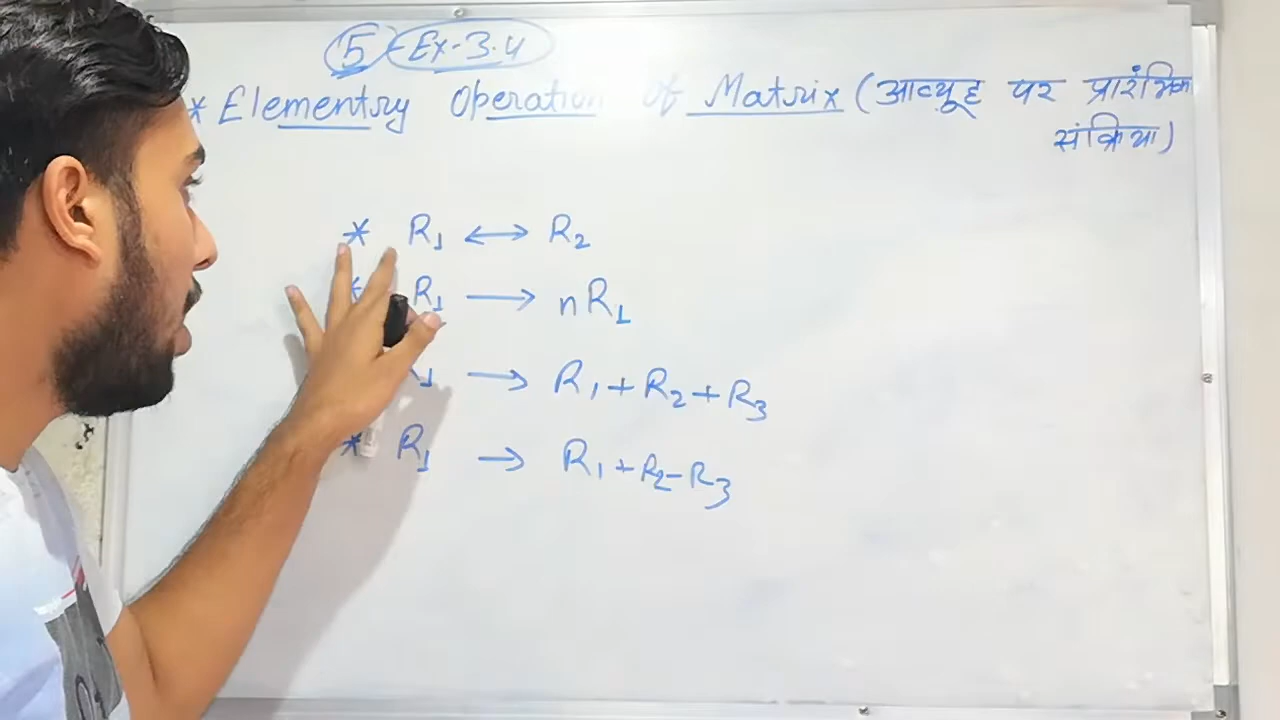 5 Ex-3.4
* Elementry Operation of Matrix (आव्यूह पर प्रारंभिक
संक्रिया)
* R₁ ↔ R₂
* R₁ → nR₁
R₁ → R₁ + R₂ + R₃
* R₁ → R₁ + R₂ - R₃